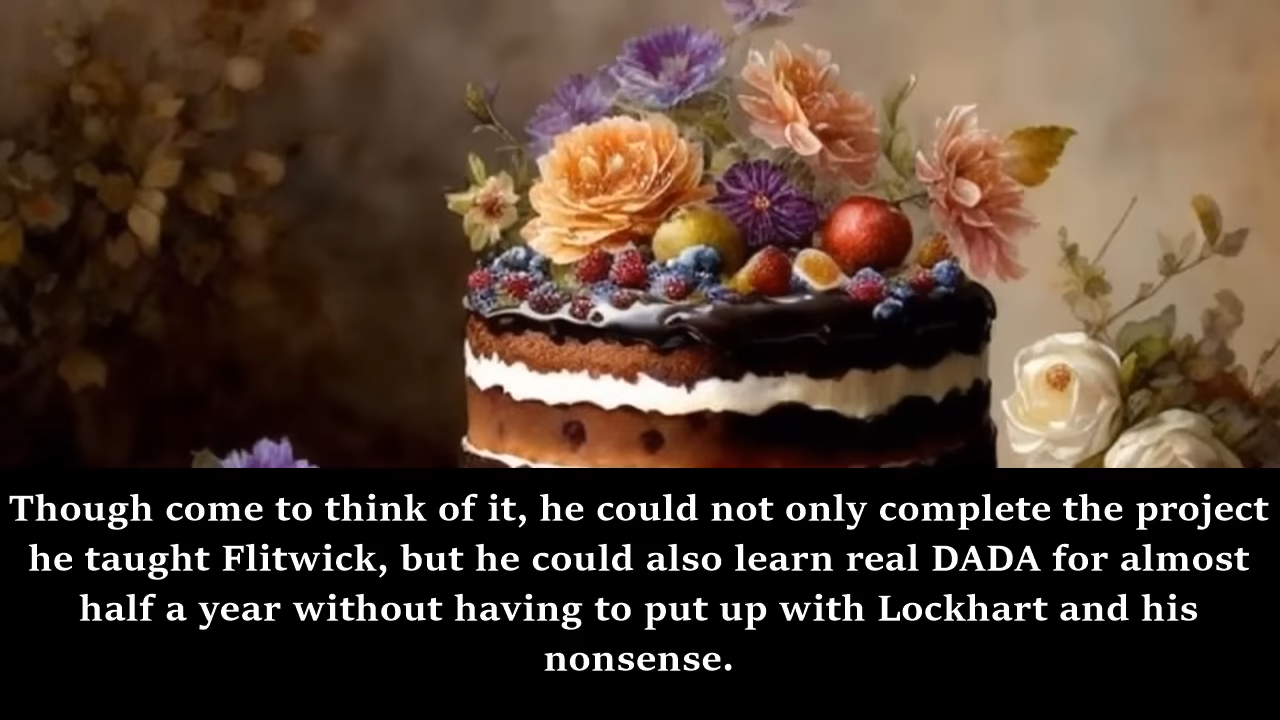 Though come to think of it, he could not only complete the project
he taught Flitwick, but he could also learn real DADA for almost
half a year without having to put up with Lockhart and his
nonsense.